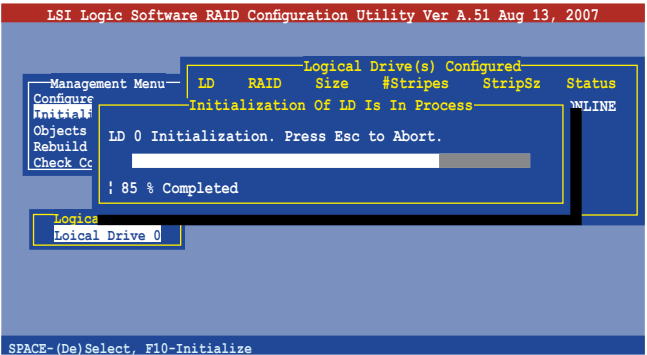 LSI Logic Software RAID Configuration Utility Ver A.51 Aug 13, 2007
Logical Drive(s) Configured
LD RAID Size #Stripes StripSz Status
ONLINE
Management Menu
Configure
Initiali
Objects
Rebuild
Check Co
Initialization Of LD Is In Process
LD 0 Initialization. Press Esc to Abort.
¦ 85 % Completed
Logica
Loical Drive 0
SPACE-(De)Select, F10-Initialize